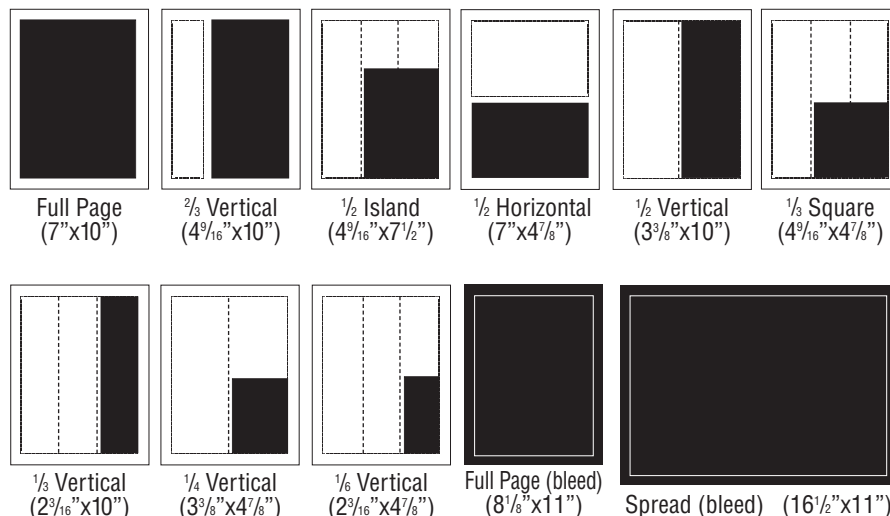 Full Page
(7”x10”)
⅔ Vertical
(4⁹⁄₁₆”x10”)
½ Island
(4⁹⁄₁₆”x7½”)
½ Horizontal
(7”x4⅞”)
½ Vertical
(3⅜”x10”)
⅓ Square
(4⁹⁄₁₆”x4⅞”)
⅓ Vertical
(2³⁄₁₆”x10”)
¼ Vertical
(3⅜”x4⅞”)
⅙ Vertical
(2³⁄₁₆”x4⅞”)
Full Page (bleed)
(8⅛”x11”)
Spread (bleed) (16½”x11”)